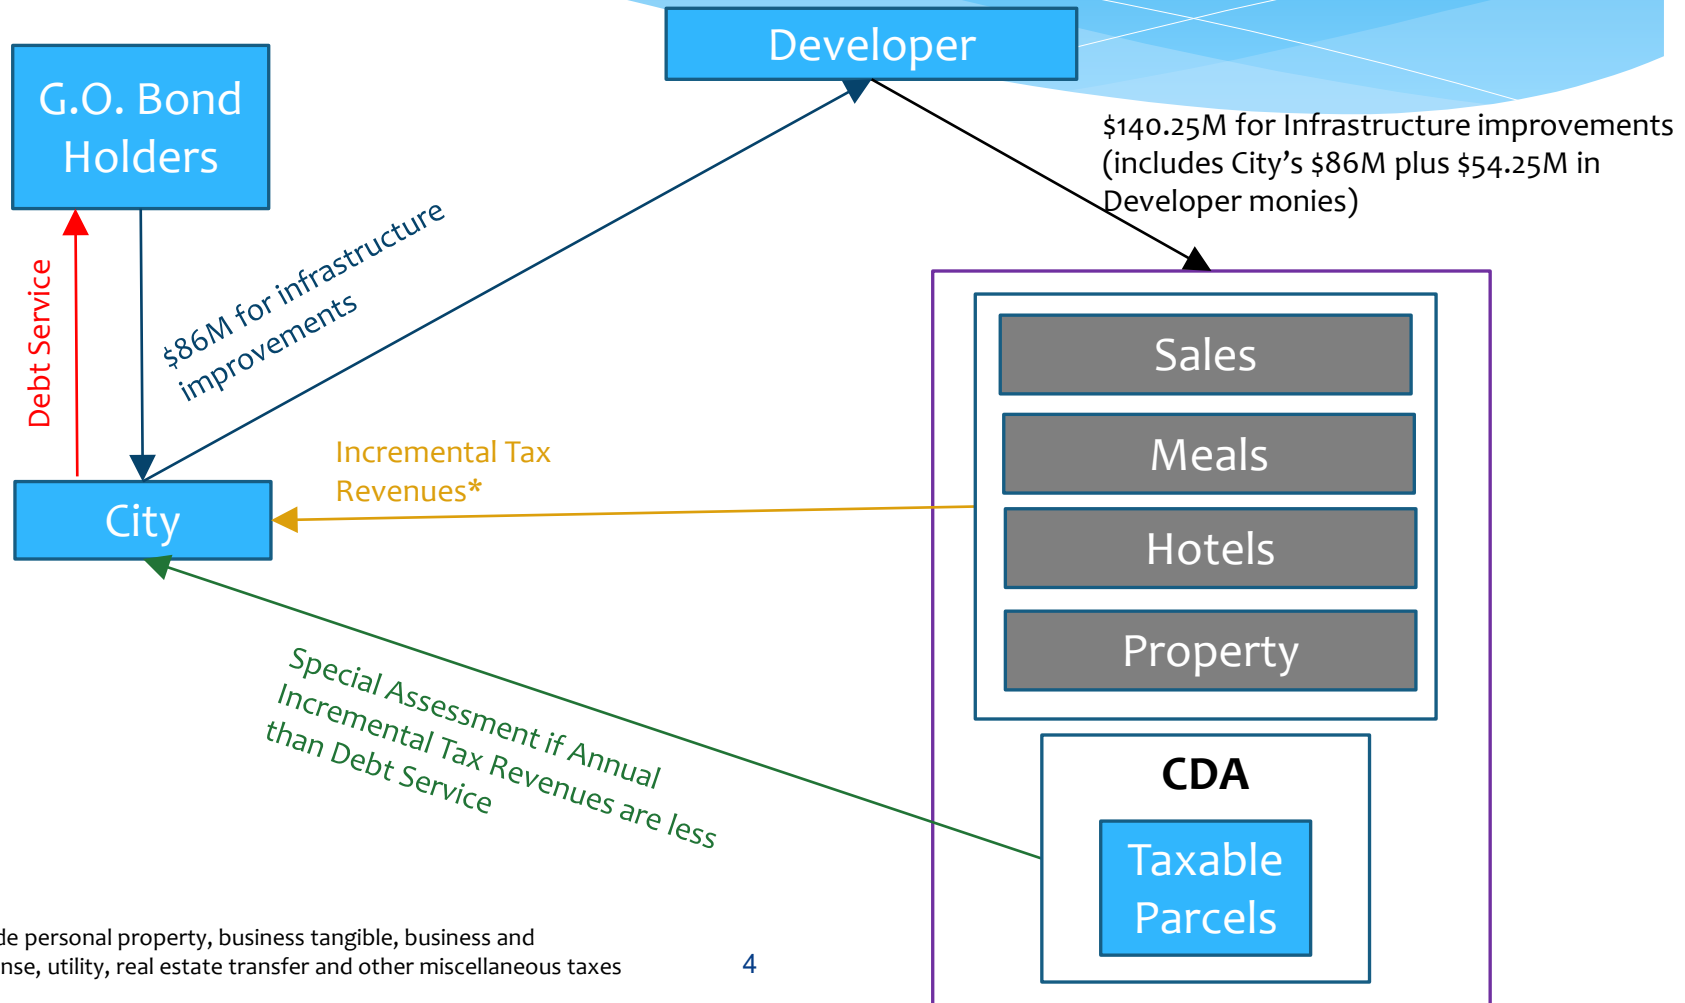 Developer
G.O. Bond
Holders
$140.25M for Infrastructure improvements
(includes City’s $86M plus $54.25M in
Developer monies)
Debt Service
$86M for infrastructure
improvements
Sales
Meals
Hotels
Property
Incremental Tax
Revenues*
City
Special Assessment if Annual
Incremental Tax Revenues are less
than Debt Service
CDA
Taxable
Parcels
personal property, business tangible, business and
utility, real estate transfer and other miscellaneous taxes
4